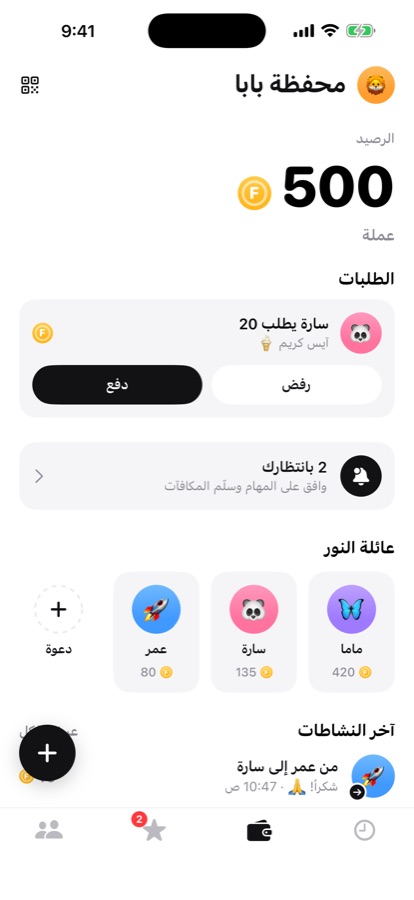 9:41
محفظة بابا
الرصيد
500
عملة
الطلبات
سارة يطلب 20
آيس كريم
رفض
دفع
2 بانتظارك
وافق على المهام وسلّم المكافآت
عائلة النور
ماما
420
سارة
135
عمر
80
دعوة
آخر النشاطات
من عمر إلى سارة
شكراً! · 10:47 ص
2